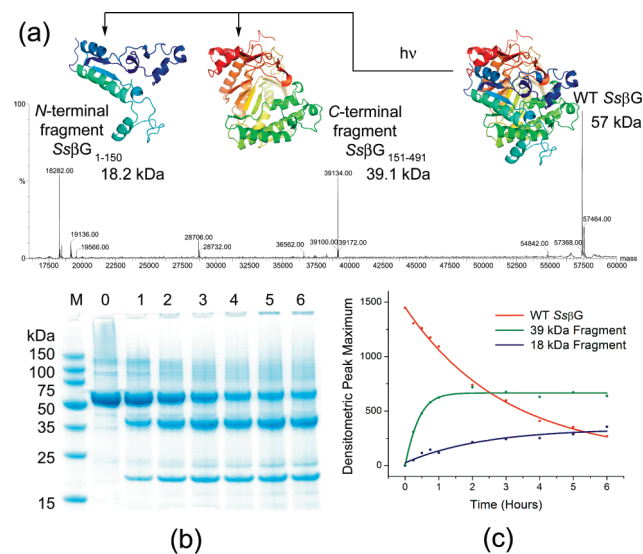 (a)
hν
N-terminal
fragment
SsβG 1-150
18.2 kDa
C-terminal
fragment
SsβG 151-491
39.1 kDa
WT SsβG
57 kDa
100
%
18282.00
19136.00
19566.00
28706.00
28732.00
36562.00
39134.00
39100.00
39172.00
54842.00
57368.00
57464.00
17500 20000 22500 25000 27500 30000 32500 35000 37500 40000 42500 45000 47500 50000 52500 55000 57500 60000 mass
M 0 1 2 3 4 5 6
kDa
150
100
75
50
35
25
15
(b)
Densitometric Peak Maximum
1500
1000
500
0
WT SsβG
39 kDa Fragment
18 kDa Fragment
0 1 2 3 4 5 6
Time (Hours)
(c)